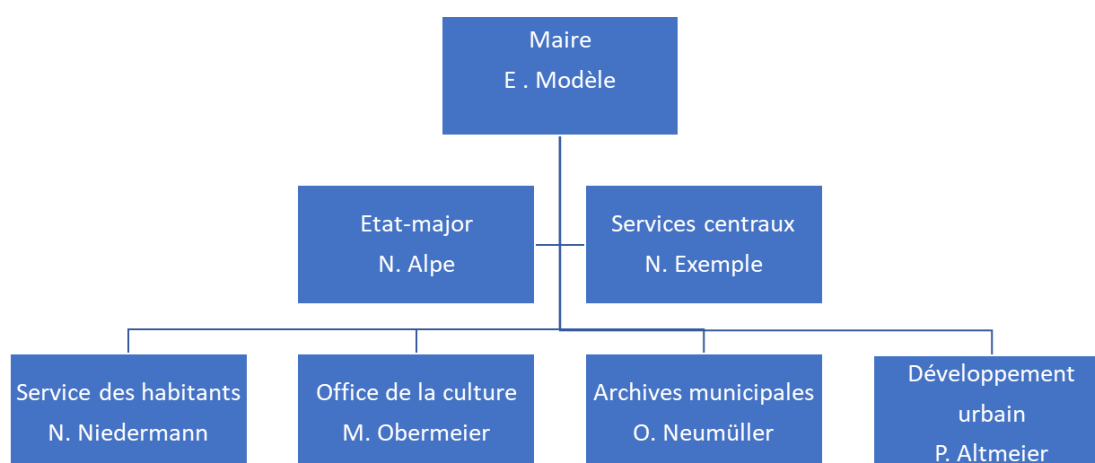 Maire
E . Modèle
Etat-major
N. Alpe
Services centraux
N. Exemple
Service des habitants
N. Niedermann
Office de la culture
M. Obermeier
Archives municipales
O. Neumüller
Développement
urbain
P. Altmeier